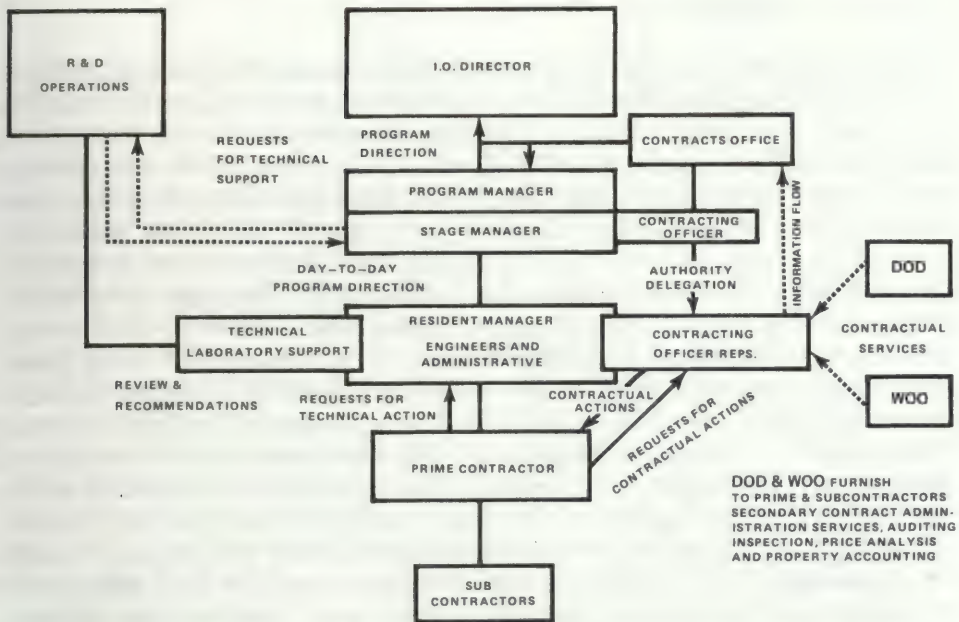 R & D
OPERATIONS
I.O. DIRECTOR
REQUESTS
FOR TECHNICAL
SUPPORT
PROGRAM
DIRECTION
CONTRACTS OFFICE
PROGRAM MANAGER
STAGE MANAGER
CONTRACTING
OFFICER
INFORMATION FLOW
DAY-TO-DAY
PROGRAM DIRECTION
AUTHORITY
DELEGATION
DOD
CONTRACTUAL
SERVICES
WOO
TECHNICAL
LABORATORY SUPPORT
RESIDENT MANAGER
ENGINEERS AND
ADMINISTRATIVE
CONTRACTING
OFFICER REPS.
REVIEW &
RECOMMENDATIONS
REQUESTS FOR
TECHNICAL ACTION
CONTRACTUAL
ACTIONS
REQUESTS FOR
CONTRACTUAL ACTIONS
PRIME CONTRACTOR
DOD & WOO FURNISH
TO PRIME & SUBCONTRACTORS
SECONDARY CONTRACT ADMIN-
ISTRATION SERVICES, AUDITING
INSPECTION, PRICE ANALYSIS
AND PROPERTY ACCOUNTING
SUB
CONTRACTORS